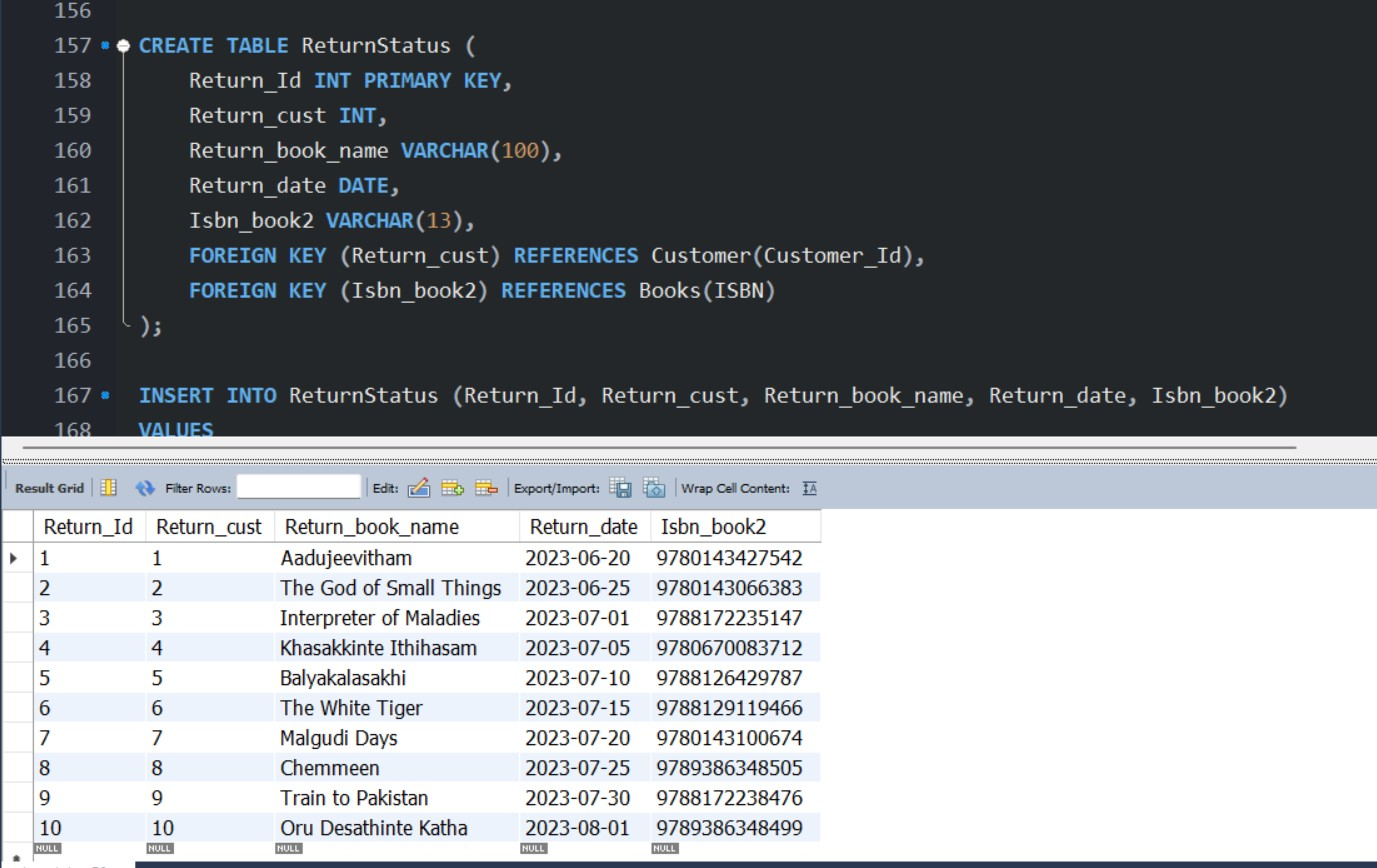 156
157 CREATE TABLE ReturnStatus (
158 Return_Id INT PRIMARY KEY,
159 Return_cust INT,
160 Return_book_name VARCHAR(100),
161 Return_date DATE,
162 Isbn_book2 VARCHAR(13),
163 FOREIGN KEY (Return_cust) REFERENCES Customer(Customer_Id),
164 FOREIGN KEY (Isbn_book2) REFERENCES Books(ISBN)
165 );
166
167 INSERT INTO ReturnStatus (Return_Id, Return_cust, Return_book_name, Return_date, Isbn_book2)
168 VALUES
Result Grid Filter Rows: Edit: Export/Import: Wrap Cell Content: IA
Return_Id Return_cust Return_book_name Return_date Isbn_book2
1 1 Aadujeevitham 2023-06-20 9780143427542
2 2 The God of Small Things 2023-06-25 9780143066383
3 3 Interpreter of Maladies 2023-07-01 9788172235147
4 4 Khasakkinte Ithihasam 2023-07-05 9780670083712
5 5 Balyakalasakhi 2023-07-10 9788126429787
6 6 The White Tiger 2023-07-15 9788129119466
7 7 Malgudi Days 2023-07-20 9780143100674
8 8 Chemmeen 2023-07-25 9789386348505
9 9 Train to Pakistan 2023-07-30 9788172238476
10 10 Oru Desathinte Katha 2023-08-01 9789386348499
NULL NULL NULL NULL NULL